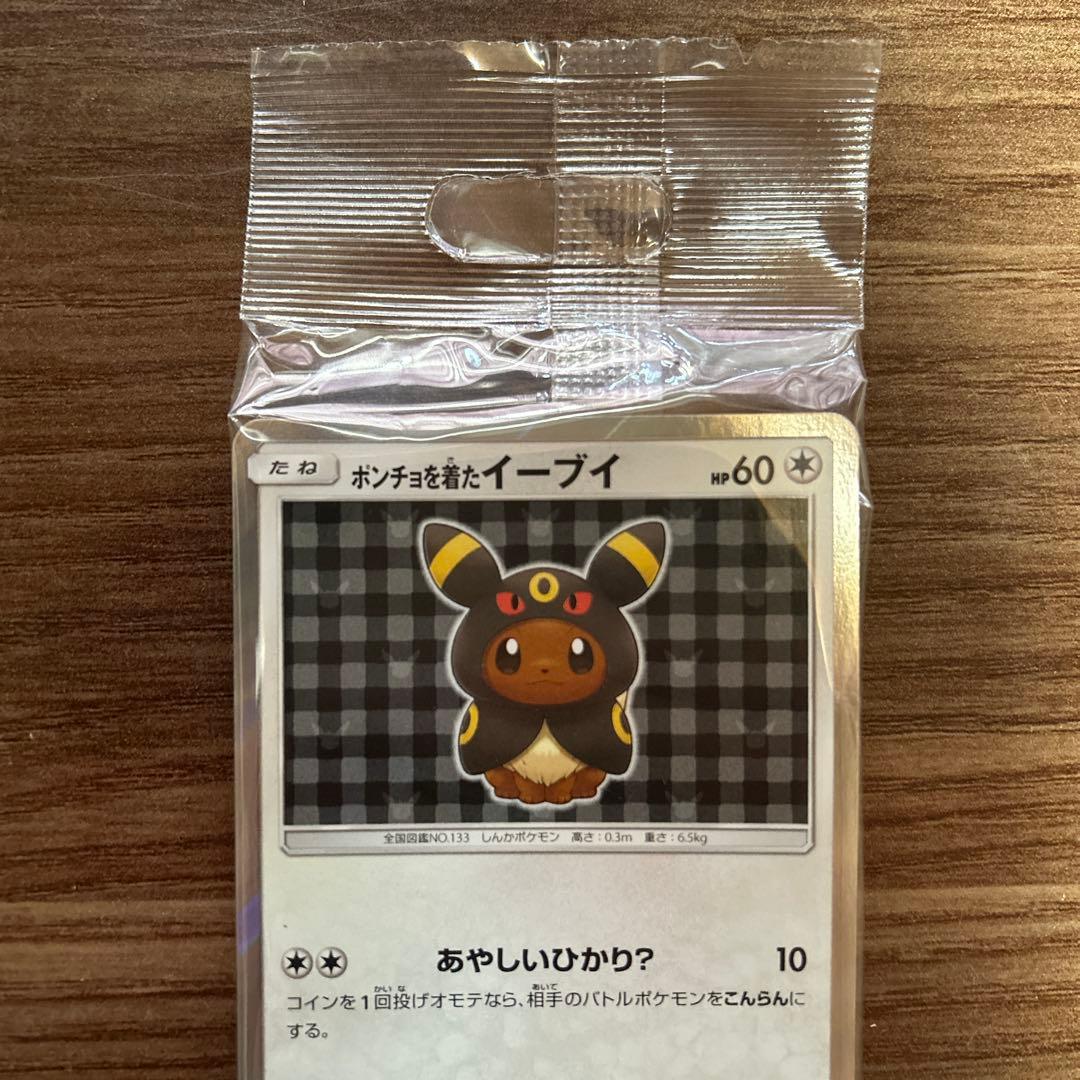 たね ポンチョを着たイーブイ HP60
全国図鑑NO.133 しんかポケモン 高さ:0.3m 重さ:6.5kg
あやしいひかり? 10
コインを1回投げオモテなら、相手のバトルポケモンをこんらんに
する。